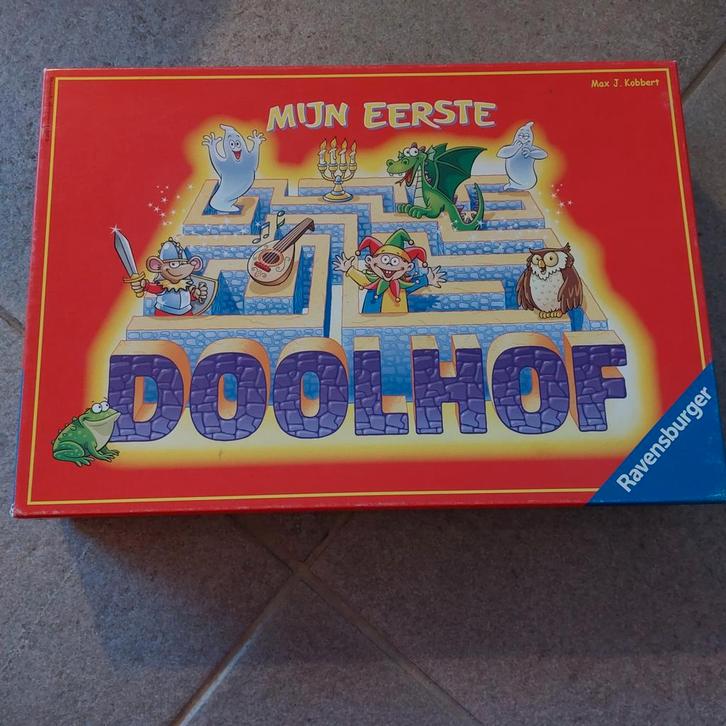 Max J. Kobbert
MIJN EERSTE
DOOLHOF
Ravensburger